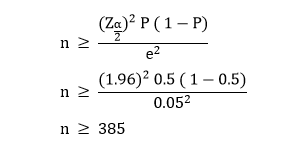 n ≥ (Zα/2)² P ( 1 − P) / e²
n ≥ (1.96)² 0.5 ( 1 − 0.5) / 0.05²
n ≥ 385